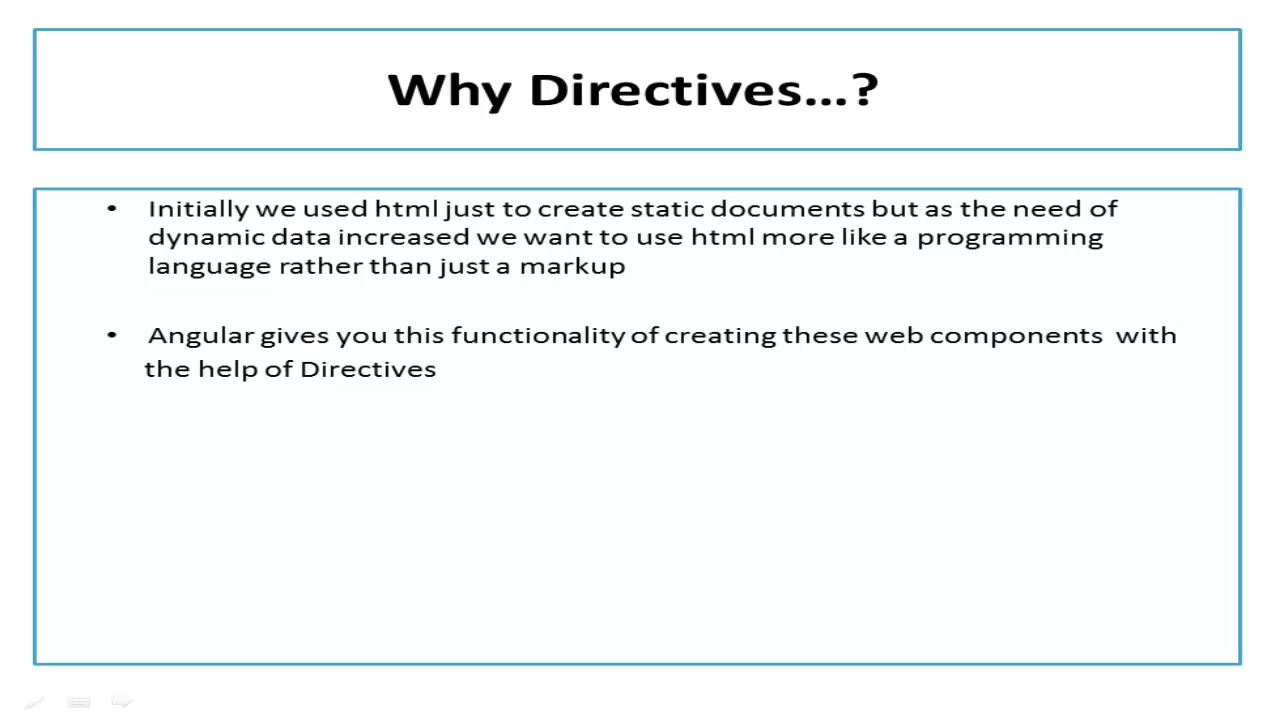 Why Directives...?
• Initially we used html just to create static documents but as the need of
dynamic data increased we want to use html more like a programming
language rather than just a markup
• Angular gives you this functionality of creating these web components with
the help of Directives